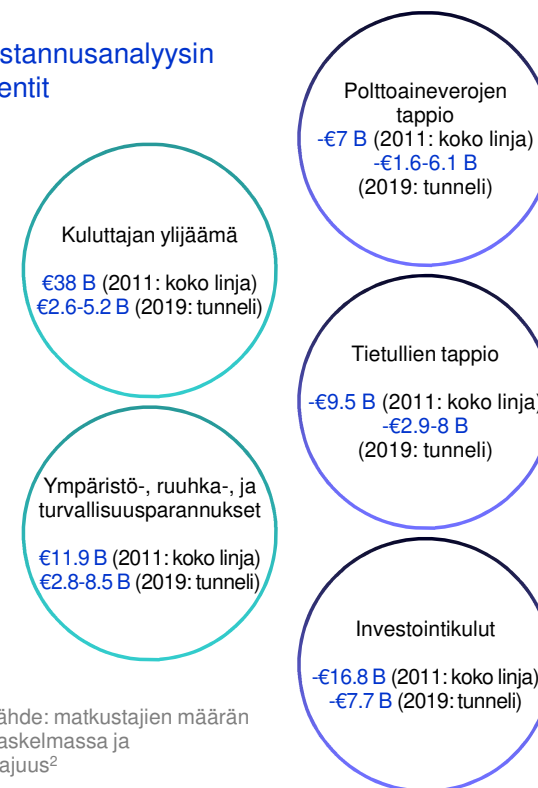 stannusanalyysin
entit
Kuluttajan ylijäämä
€38 B (2011: koko linja)
€2.6-5.2 B (2019: tunneli)
Ympäristö-, ruuhka-, ja
turvallisuusparannukset
€11.9 B (2011: koko linja)
€2.8-8.5 B (2019: tunneli)
Polttoaineverojen
tappio
-€7 B (2011: koko linja)
-€1.6-6.1 B
(2019: tunneli)
Tietullien tappio
-€9.5 B (2011: koko linja)
-€2.9-8 B
(2019: tunneli)
Investointikulut
-€16.8 B (2011: koko linja)
-€7.7 B (2019: tunneli)
ähde: matkustajien määrän
askelmassa ja
ajuus²